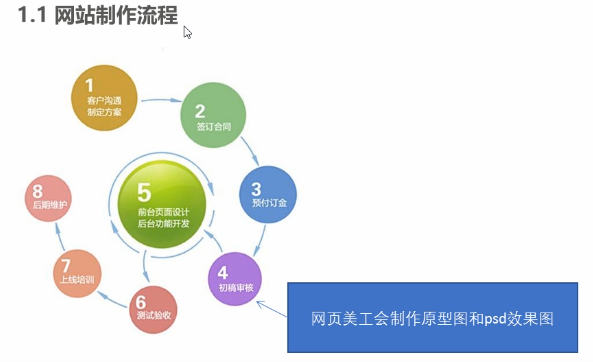 1.1 网站制作流程
1
客户沟通
制定方案
2
签订合同
3
预付订金
4
初稿审核
5
前台页面设计
后台功能开发
6
测试验收
7
上线培训
8
后期维护
网页美工会制作原型图和psd效果图